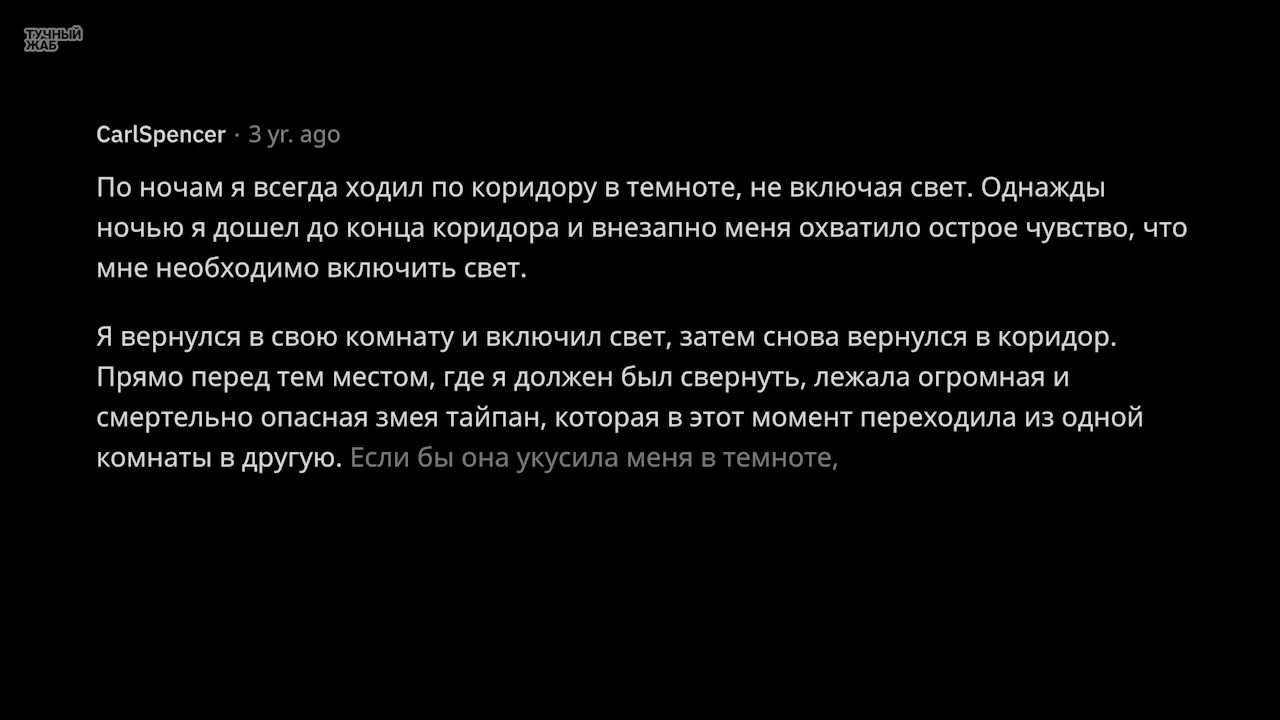 ТУЧНЫЙ
ЖАБ
CarlSpencer · 3 yr. ago
По ночам я всегда ходил по коридору в темноте, не включая свет. Однажды
ночью я дошел до конца коридора и внезапно меня охватило острое чувство, что
мне необходимо включить свет.
Я вернулся в свою комнату и включил свет, затем снова вернулся в коридор.
Прямо перед тем местом, где я должен был свернуть, лежала огромная и
смертельно опасная змея тайпан, которая в этот момент переходила из одной
комнаты в другую. Если бы она укусила меня в темноте,